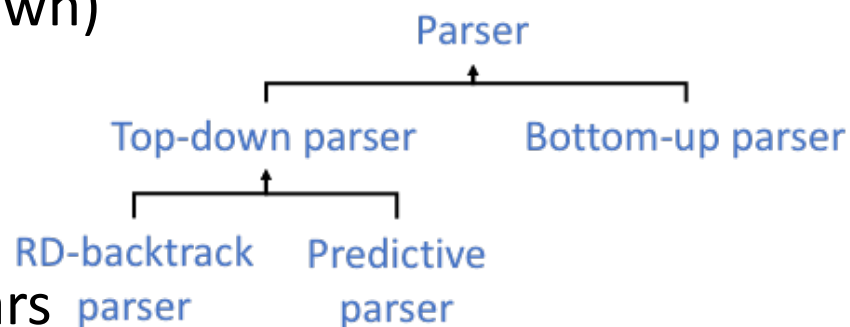 Parser
Top-down parser Bottom-up parser
RD-backtrack Predictive
parser parser